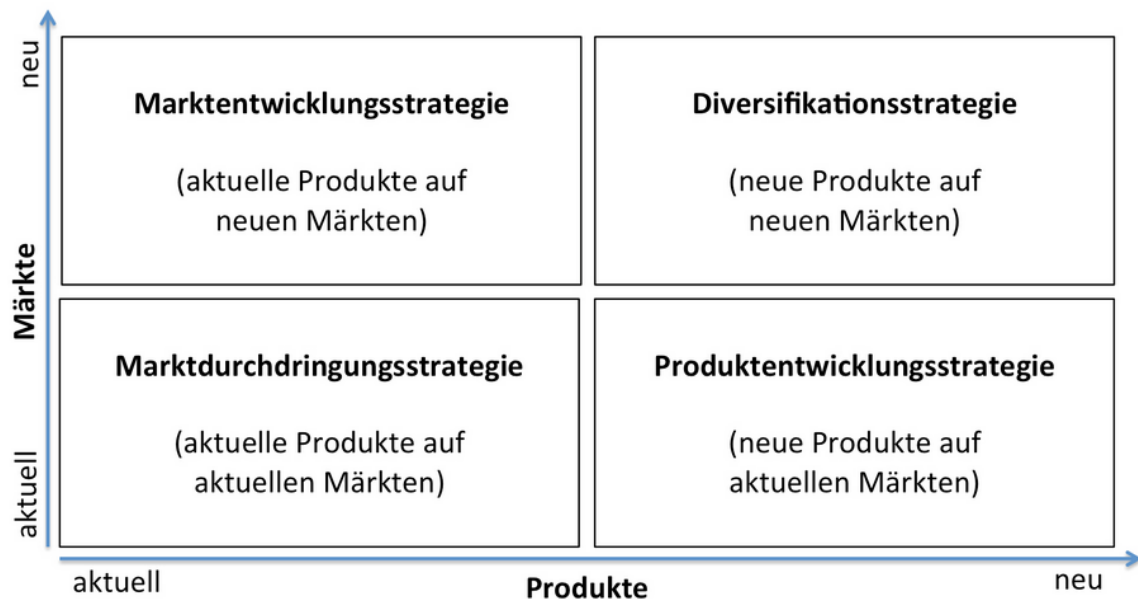 neu
Marktentwicklungsstrategie
(aktuelle Produkte auf
neuen Märkten)
Diversifikationsstrategie
(neue Produkte auf
neuen Märkten)
Märkte
Marktdurchdringungsstrategie
(aktuelle Produkte auf
aktuellen Märkten)
Produktentwicklungsstrategie
(neue Produkte auf
aktuellen Märkten)
aktuell
aktuell
Produkte
neu